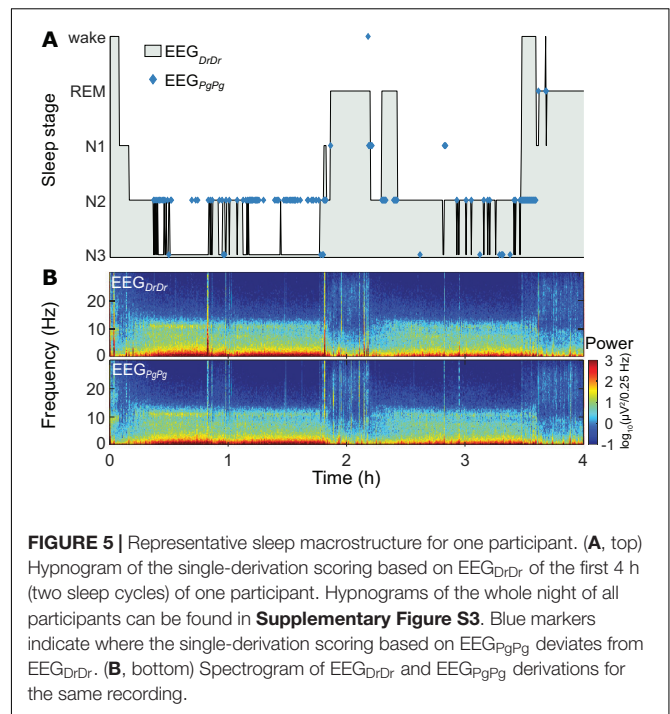 A
wake
REM
N1
N2
N3
Sleep stage
EEG_DrDr
EEG_PgPg
B
EEG_DrDr
20
10
0
EEG_PgPg
20
10
0
Frequency (Hz)
Power
3
2
1
0
-1
log₁₀(µV²/0.25 Hz)
0 1 2 3 4
Time (h)
FIGURE 5 | Representative sleep macrostructure for one participant. (A, top)
Hypnogram of the single-derivation scoring based on EEG_DrDr of the first 4 h
(two sleep cycles) of one participant. Hypnograms of the whole night of all
participants can be found in Supplementary Figure S3. Blue markers
indicate where the single-derivation scoring based on EEG_PgPg deviates from
EEG_DrDr. (B, bottom) Spectrogram of EEG_DrDr and EEG_PgPg derivations for
the same recording.